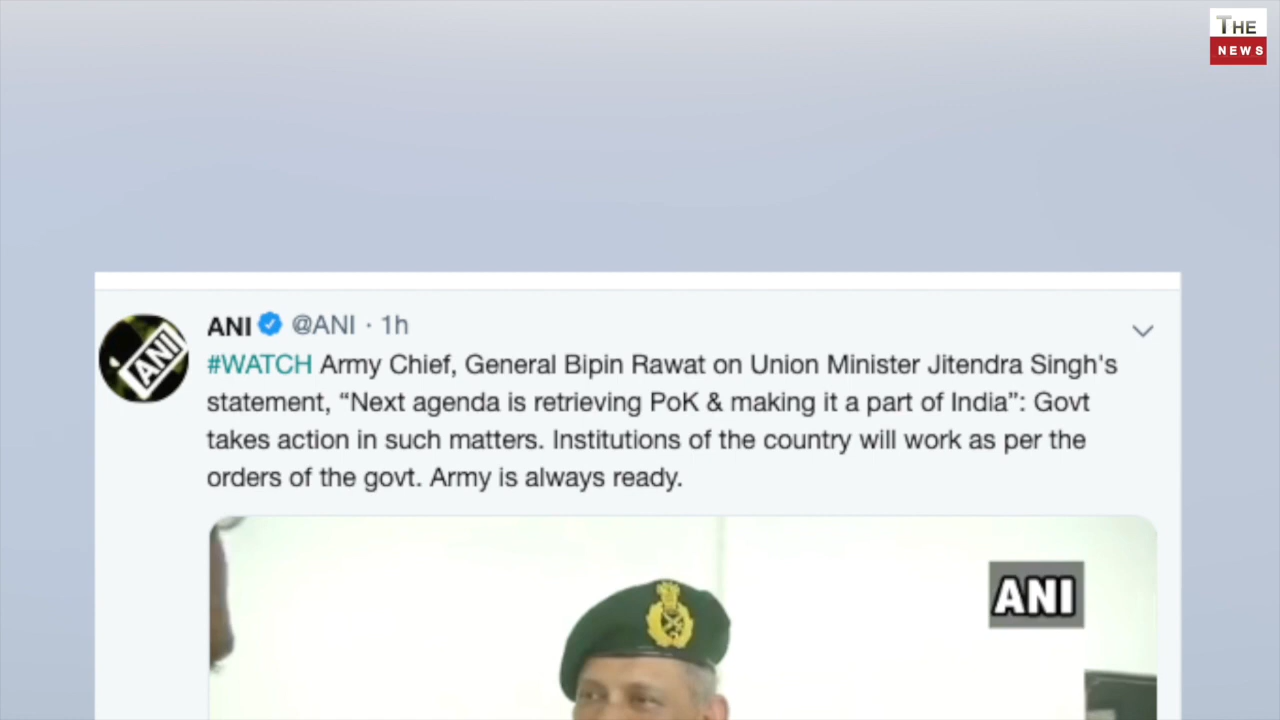 THE
NEWS
ANI @ANI · 1h
#WATCH Army Chief, General Bipin Rawat on Union Minister Jitendra Singh's
statement, “Next agenda is retrieving PoK & making it a part of India”: Govt
takes action in such matters. Institutions of the country will work as per the
orders of the govt. Army is always ready.
ANI
ANI